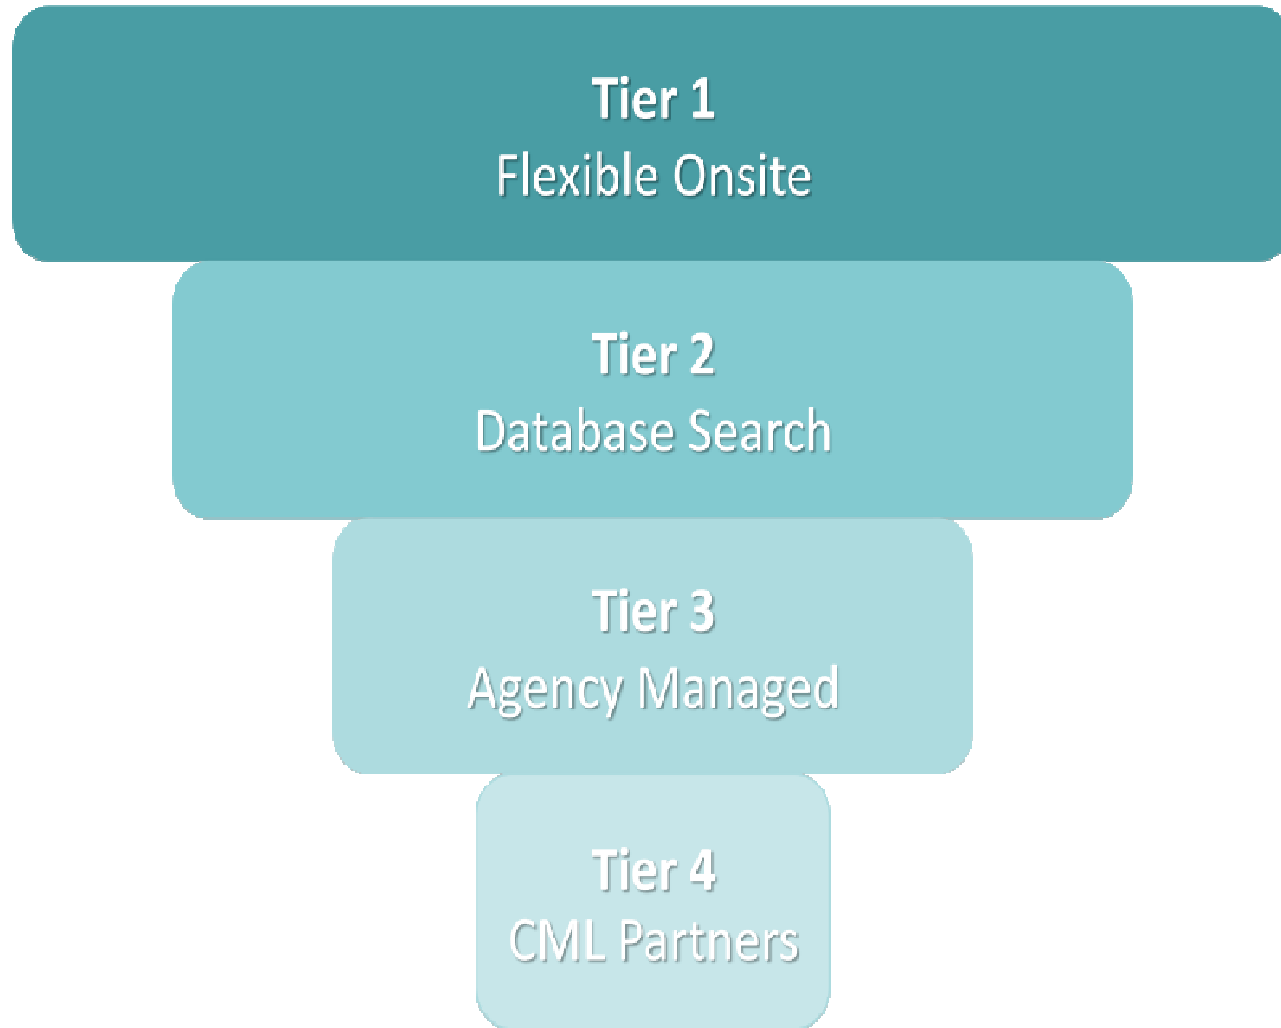 Tier 1
Flexible Onsite
Tier 2
Database Search
Tier 3
Agency Managed
Tier 4
CML Partners